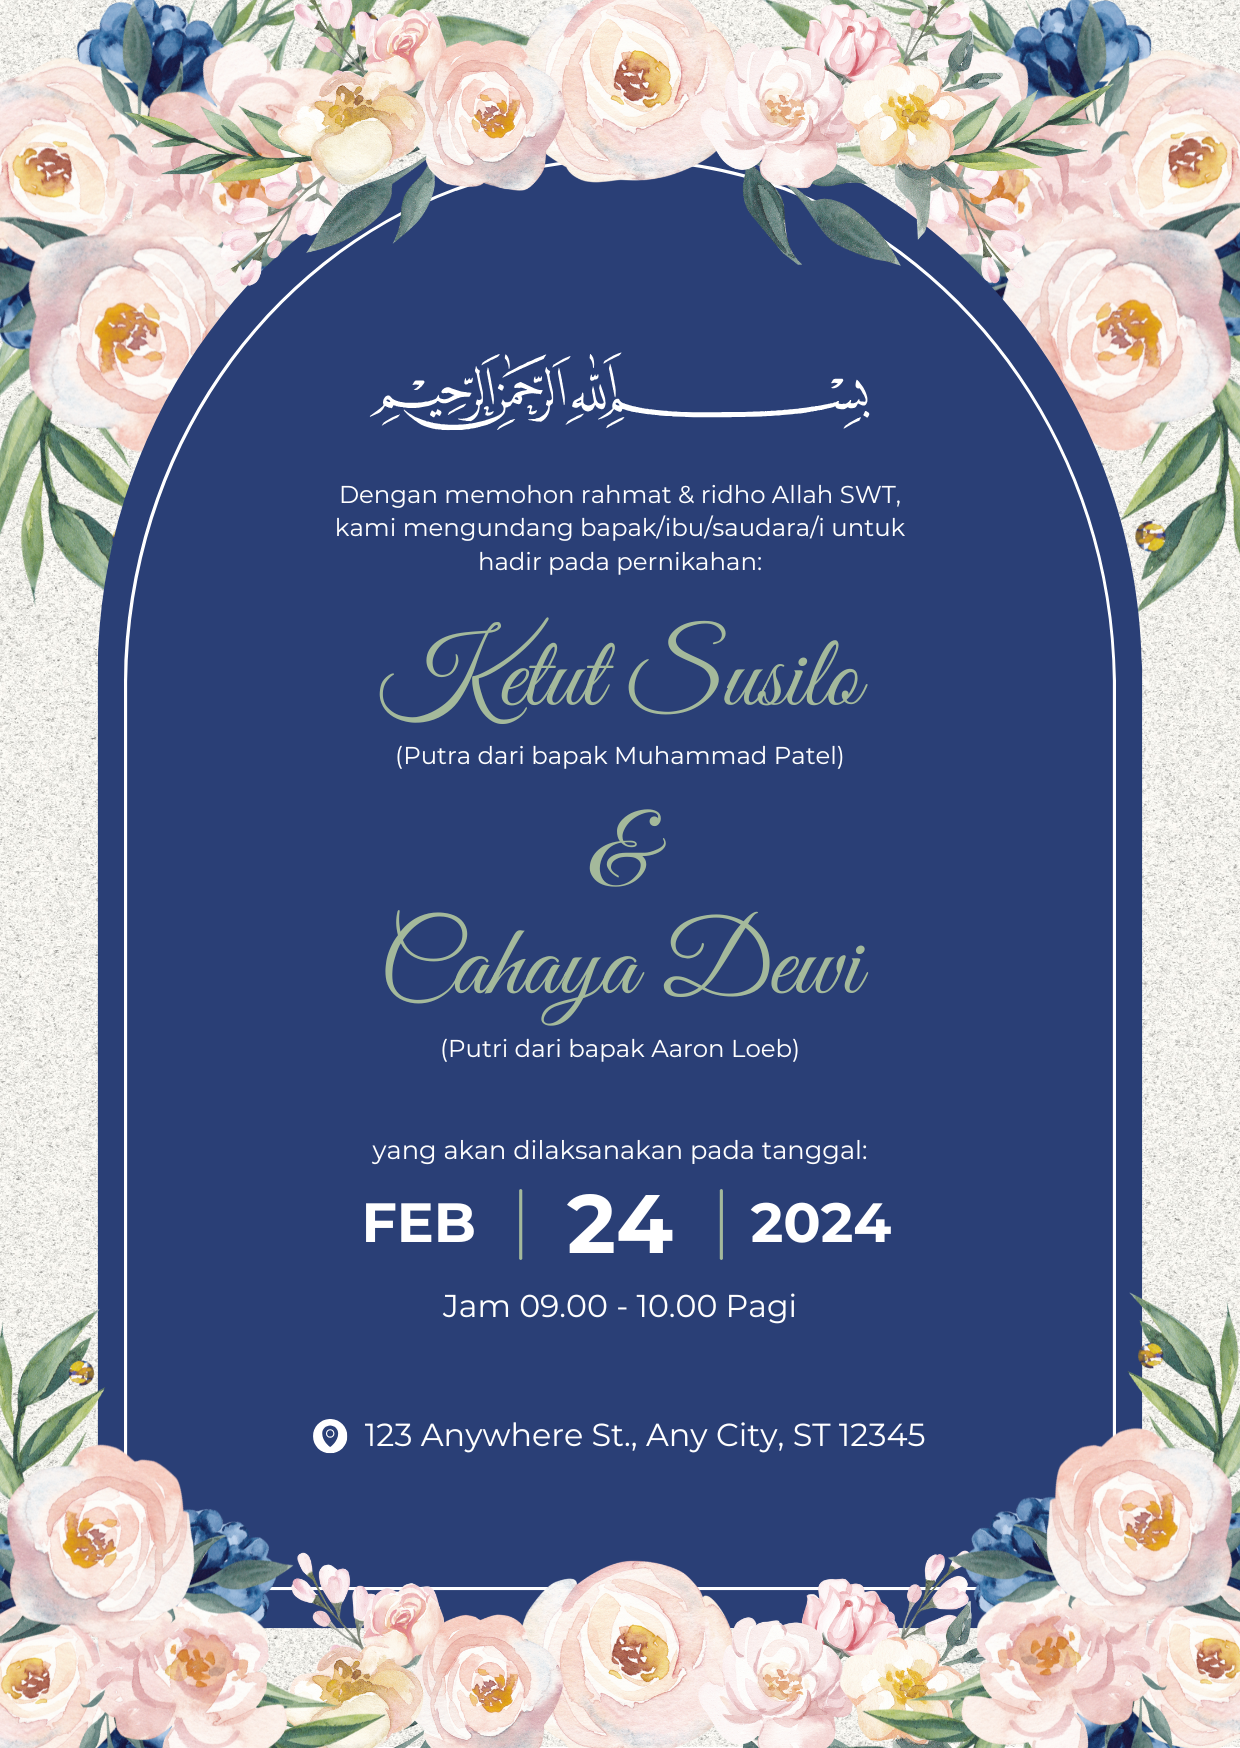 بِسْمِ اللهِ الرَّحْمٰنِ الرَّحِيْمِ
Dengan memohon rahmat & ridho Allah SWT,
kami mengundang bapak/ibu/saudara/i untuk
hadir pada pernikahan:
Ketut Susilo
(Putra dari bapak Muhammad Patel)
&
Cahaya Dewi
(Putri dari bapak Aaron Loeb)
yang akan dilaksanakan pada tanggal:
FEB 24 2024
Jam 09.00 - 10.00 Pagi
123 Anywhere St., Any City, ST 12345